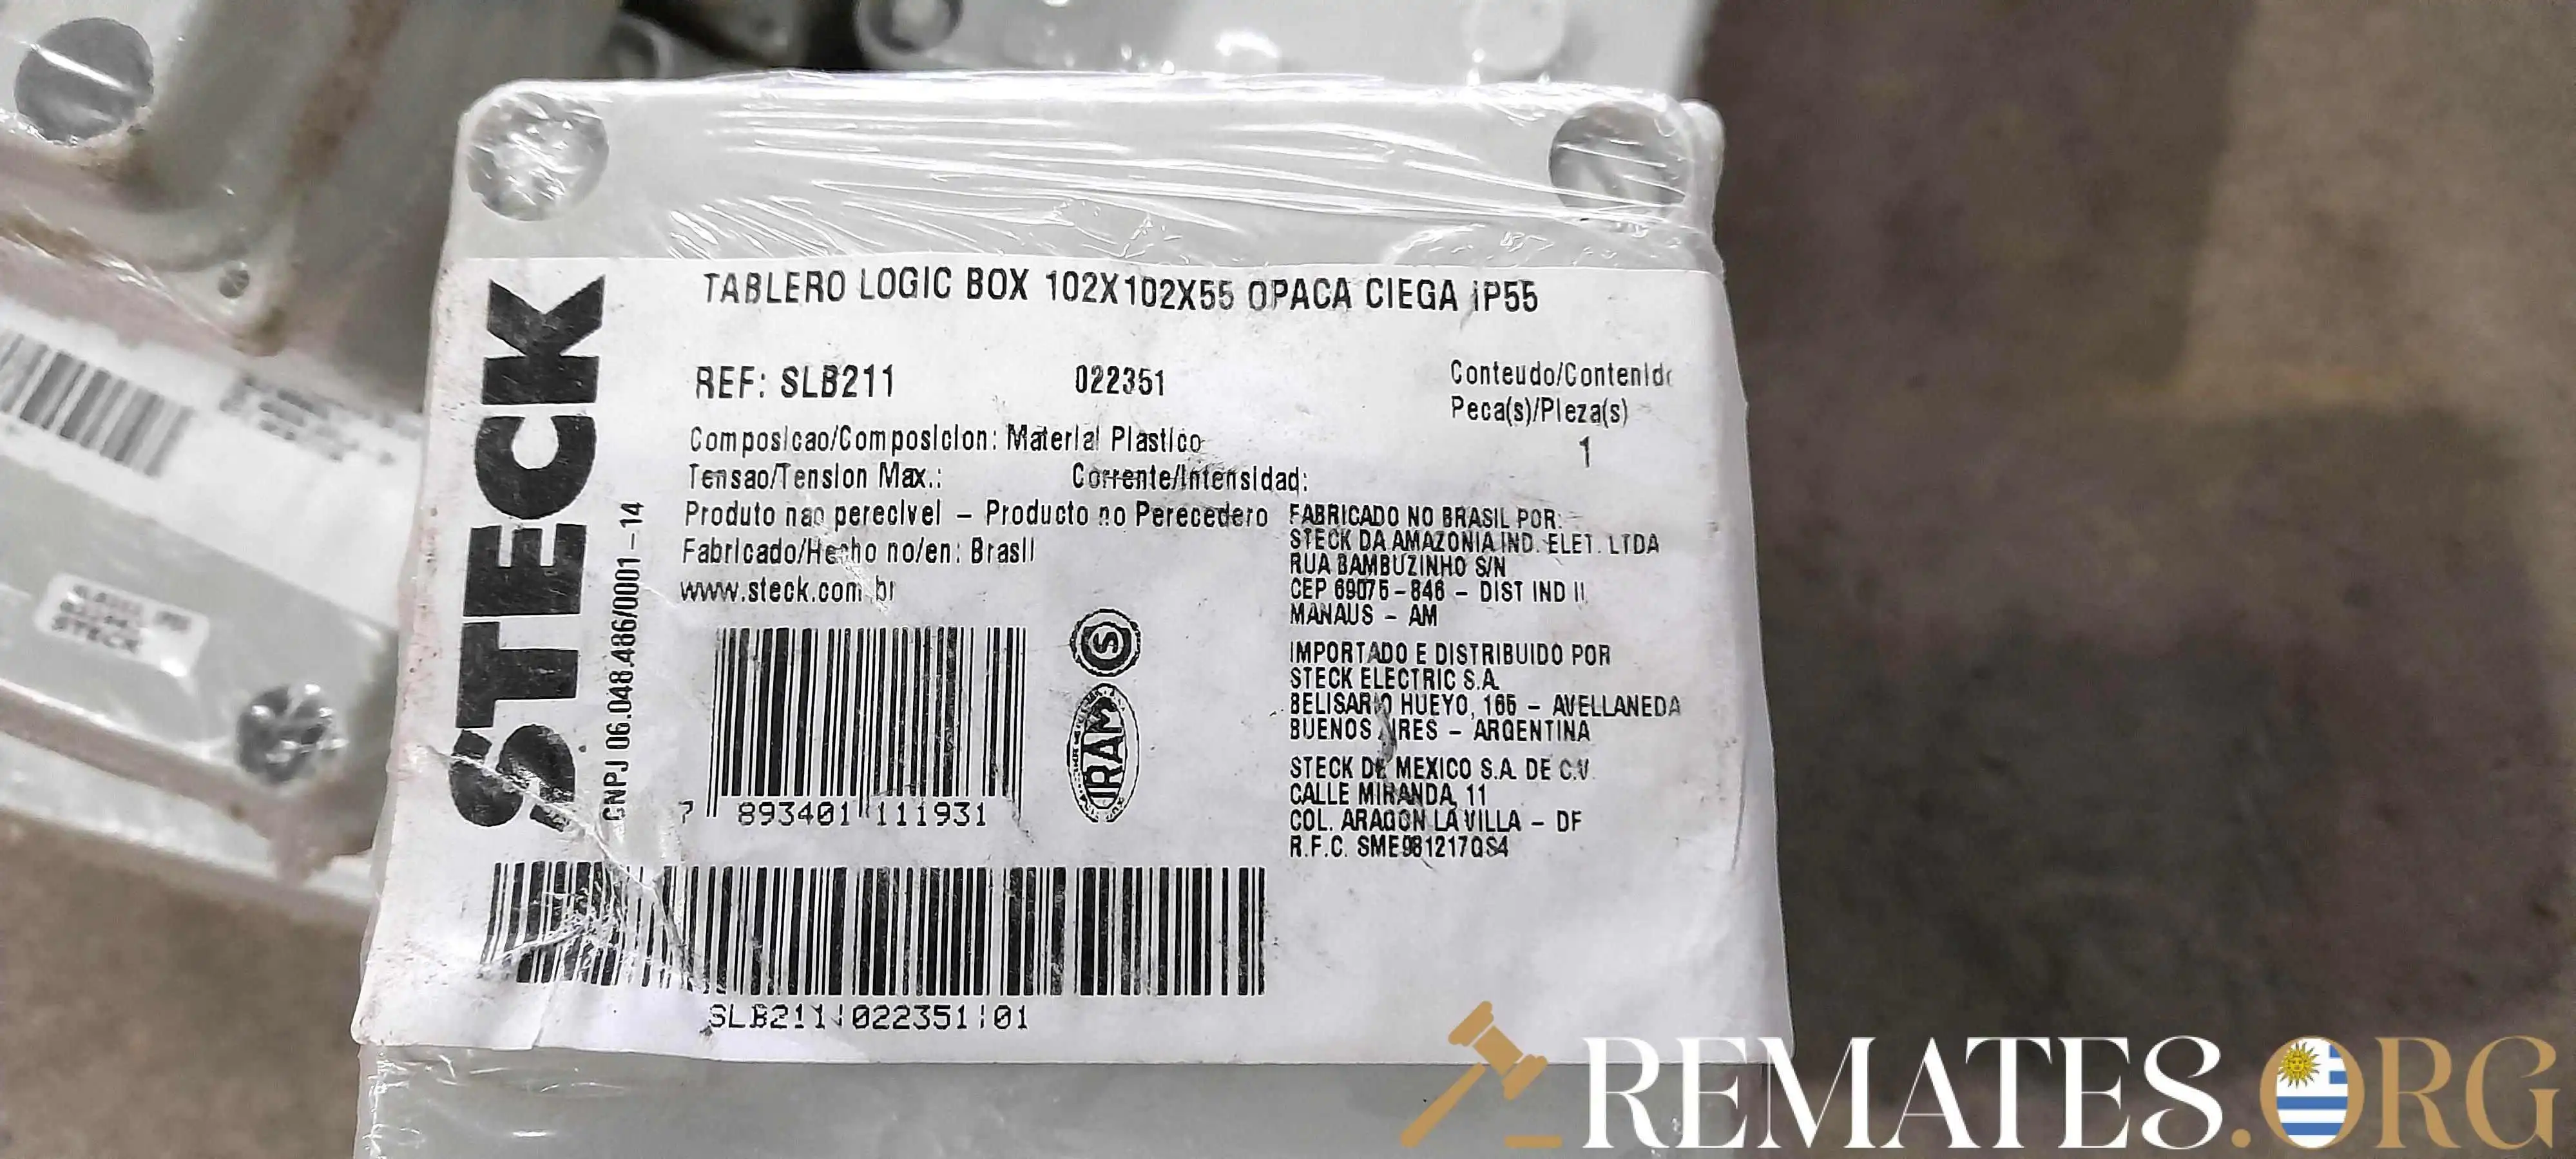 STECK
CNPJ 06.048.486/0001-14
TABLERO LOGIC BOX 102X102X55 OPACA CIEGA IP55
REF: SLB211 022351
Conteudo/Contenido
Peca(s)/Pieza(s)
1
Composicao/Composicion: Material Plastico
Tensao/Tension Max.: Corrente/Intensidad:
Produto nao perecivel - Producto no Perecedero
Fabricado/Hecho no/en: Brasil
www.steck.com.br
FABRICADO NO BRASIL POR:
STECK DA AMAZONIA IND. ELET. LTDA
RUA BAMBUZINHO S/N
CEP 69075-846 - DIST IND II
MANAUS - AM
IMPORTADO E DISTRIBUIDO POR
STECK ELECTRIC S.A.
BELISARIO HUEYO, 165 - AVELLANEDA
BUENOS AIRES - ARGENTINA
STECK DE MEXICO S.A. DE C.V.
CALLE MIRANDA, 11
COL. ARAGON LA VILLA - DF
R.F.C. SME981217QS4
S
IRAM
7 893401 111931
SLB211|022351|01
STECK
REMATES.ORG